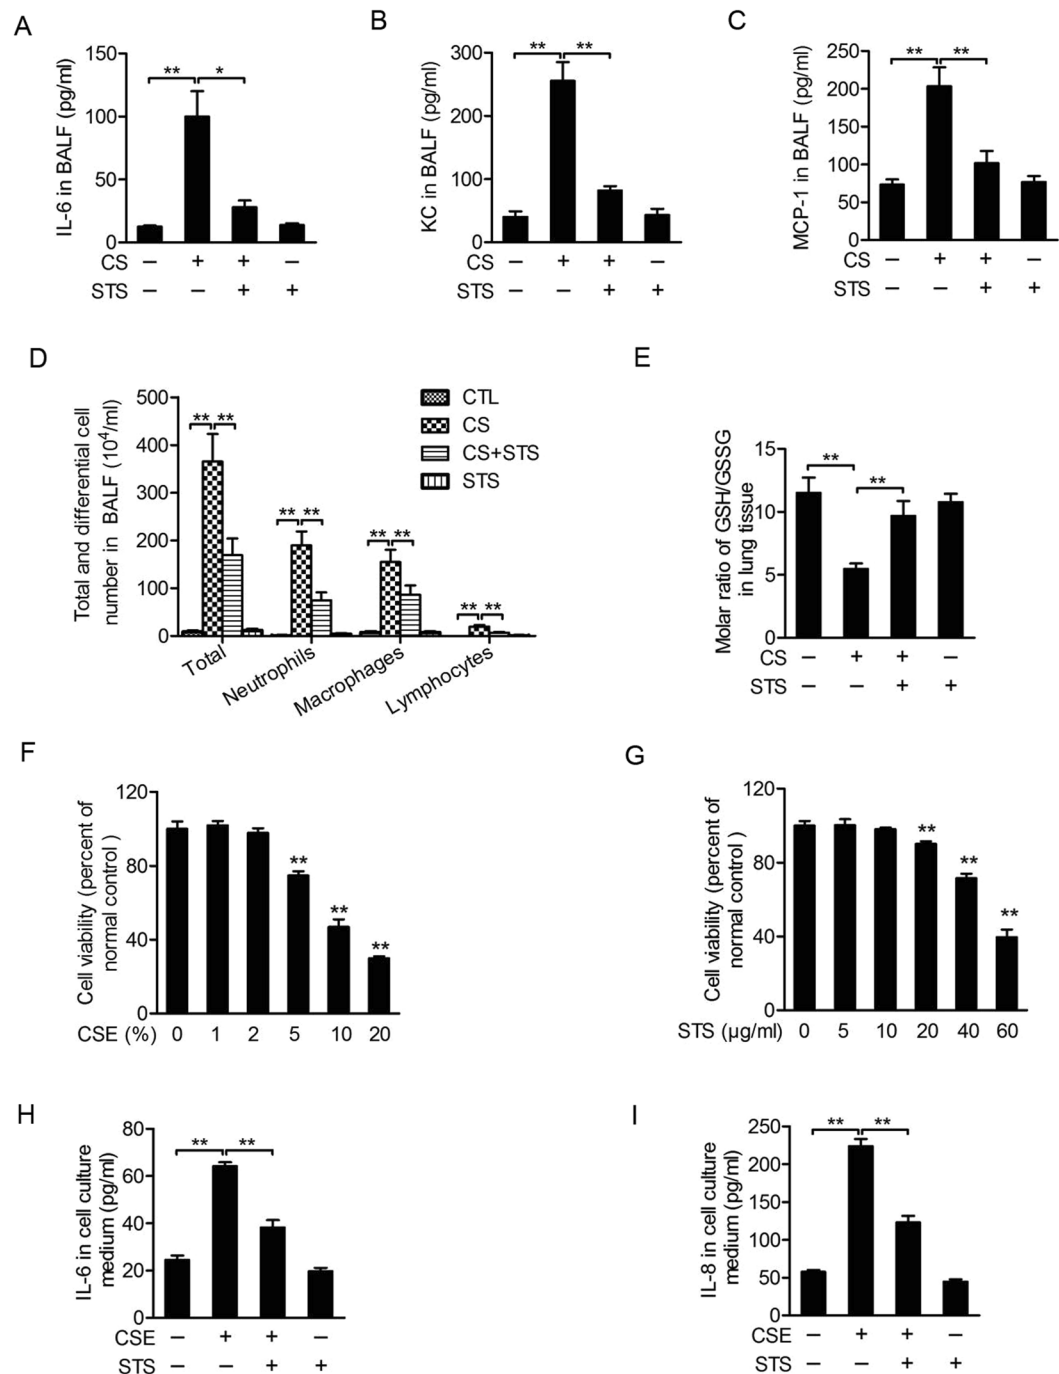 A
IL-6 in BALF (pg/ml)
150
100
50
0
** *
CS – + + –
STS – – + +
B
KC in BALF (pg/ml)
300
200
100
0
** **
CS – + + –
STS – – + +
C
MCP-1 in BALF (pg/ml)
250
200
150
100
50
0
** **
CS – + + –
STS – – + +
D
Total and differential cell
number in BALF (10⁴/ml)
500
400
300
200
100
0
** **
** **
** **
** **
CTL
CS
CS+STS
STS
Total
Neutrophils
Macrophages
Lymphocytes
E
Molar ratio of GSH/GSSG
in lung tissue
15
10
5
0
**
**
CS – + + –
STS – – + +
F
Cell viability (percent of
normal control )
120
80
40
0
**
**
**
CSE (%) 0 1 2 5 10 20
G
Cell viability (percent of
normal control )
120
80
40
0
**
**
**
STS (μg/ml) 0 5 10 20 40 60
H
IL-6 in cell culture
medium (pg/ml)
80
60
40
20
0
** **
CSE – + + –
STS – – + +
I
IL-8 in cell culture
medium (pg/ml)
250
200
150
100
50
0
** **
CSE – + + –
STS – – + +